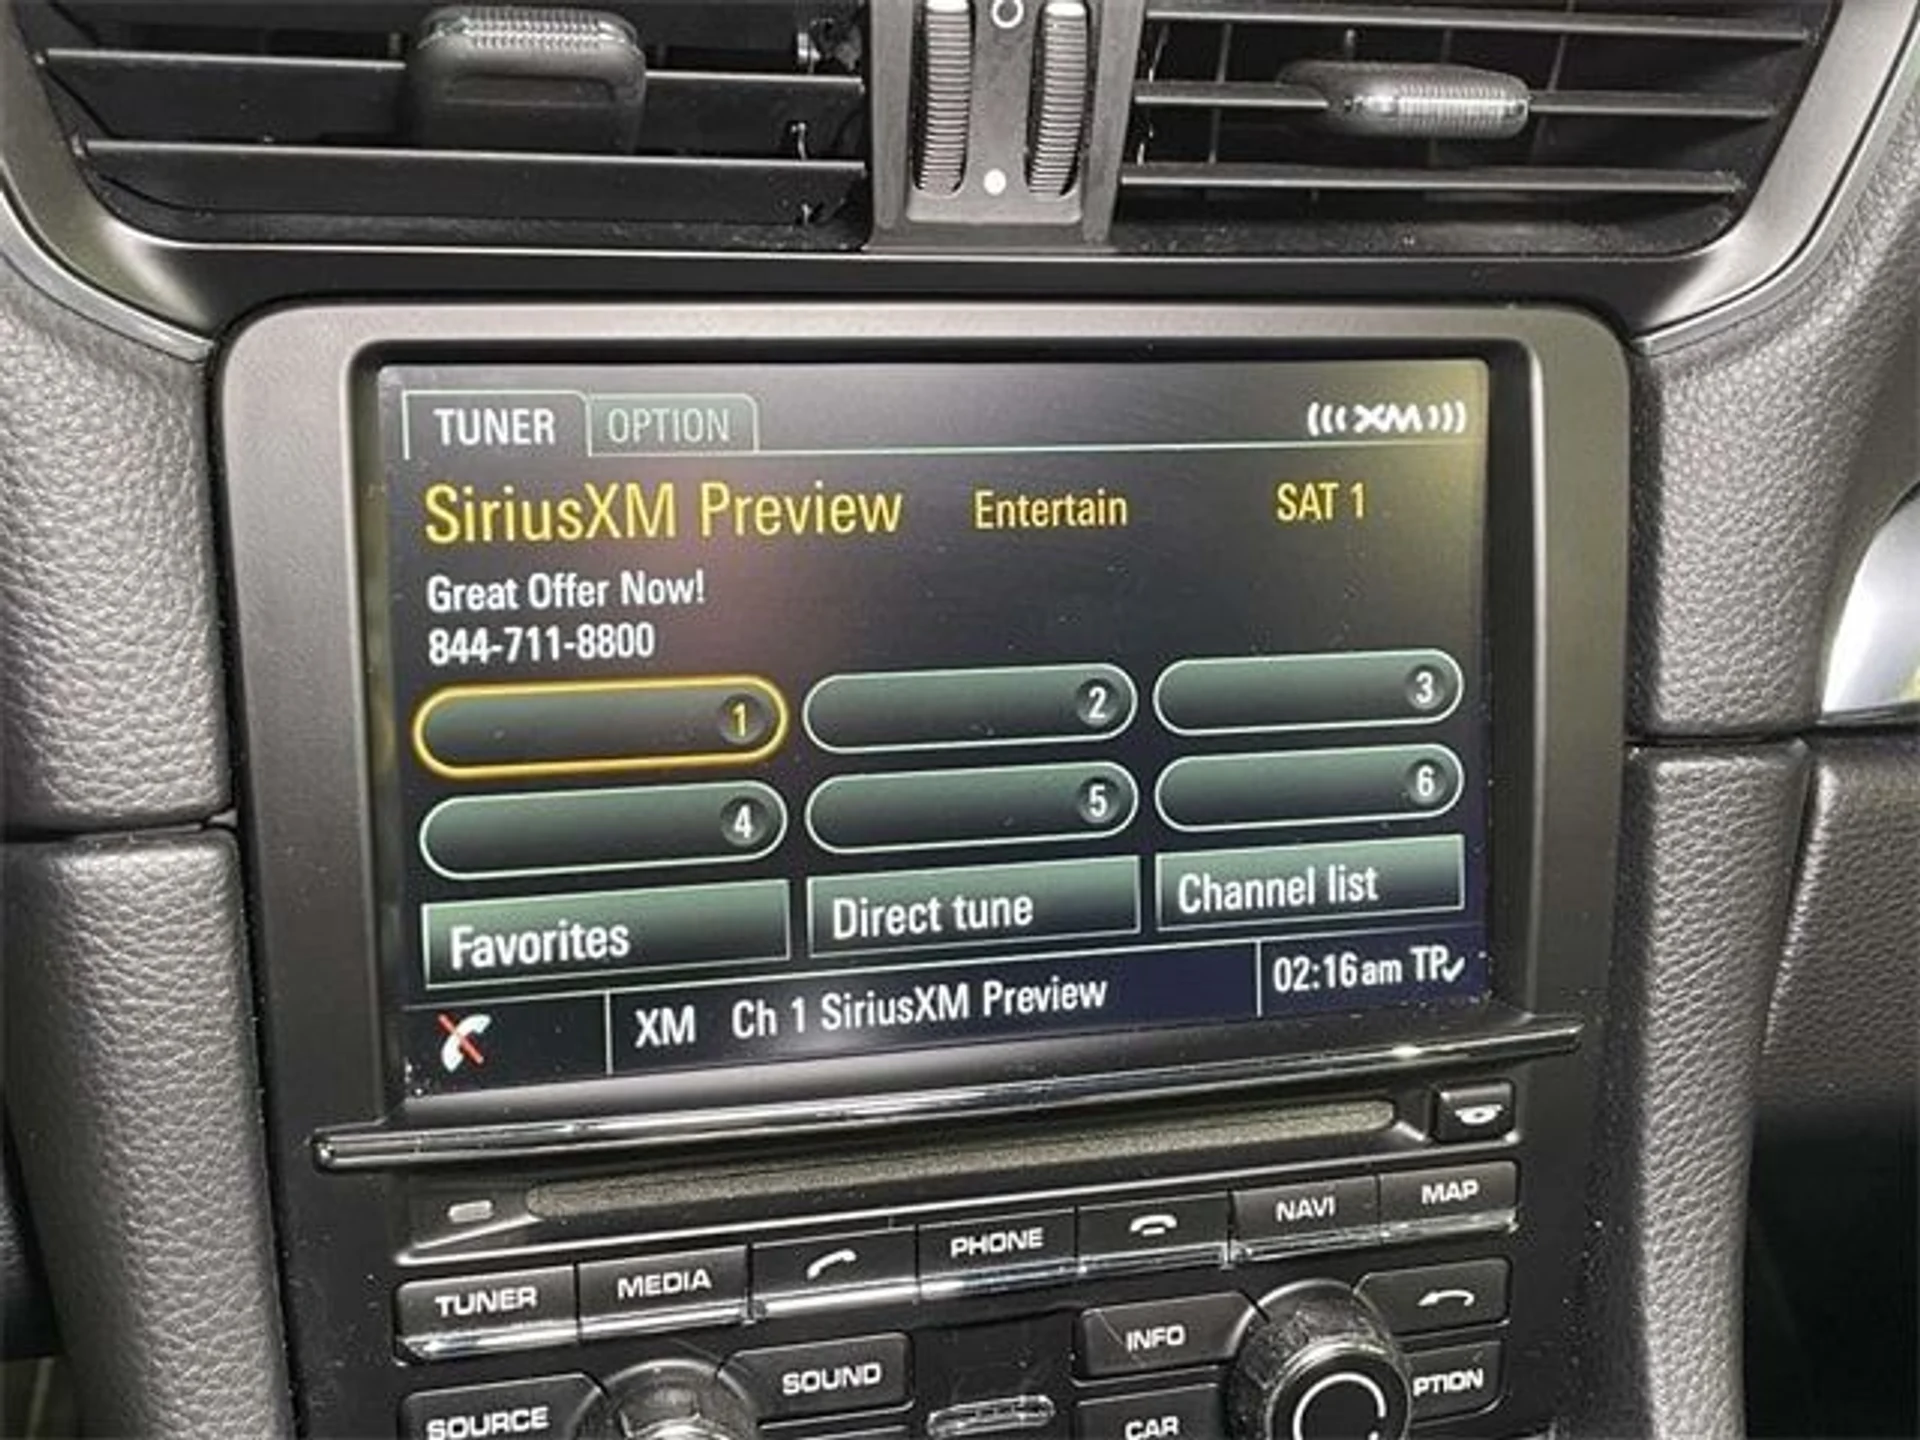 TUNER OPTION (((XM)))
SiriusXM Preview Entertain SAT 1
Great Offer Now!
844-711-8800
1 2 3
4 5 6
Favorites Direct tune Channel list
XM Ch 1 SiriusXM Preview 02:16am TP
TUNER MEDIA PHONE NAVI MAP
SOURCE SOUND INFO
CAR PTION